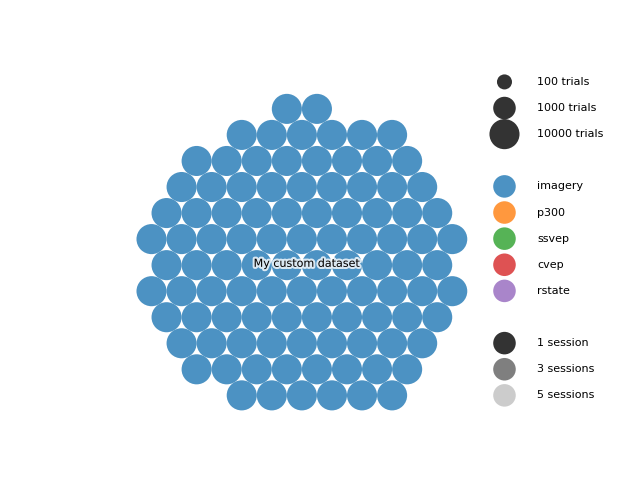 100 trials
1000 trials
10000 trials
imagery
p300
ssvep
My custom dataset
cvep
rstate
1 session
3 sessions
5 sessions